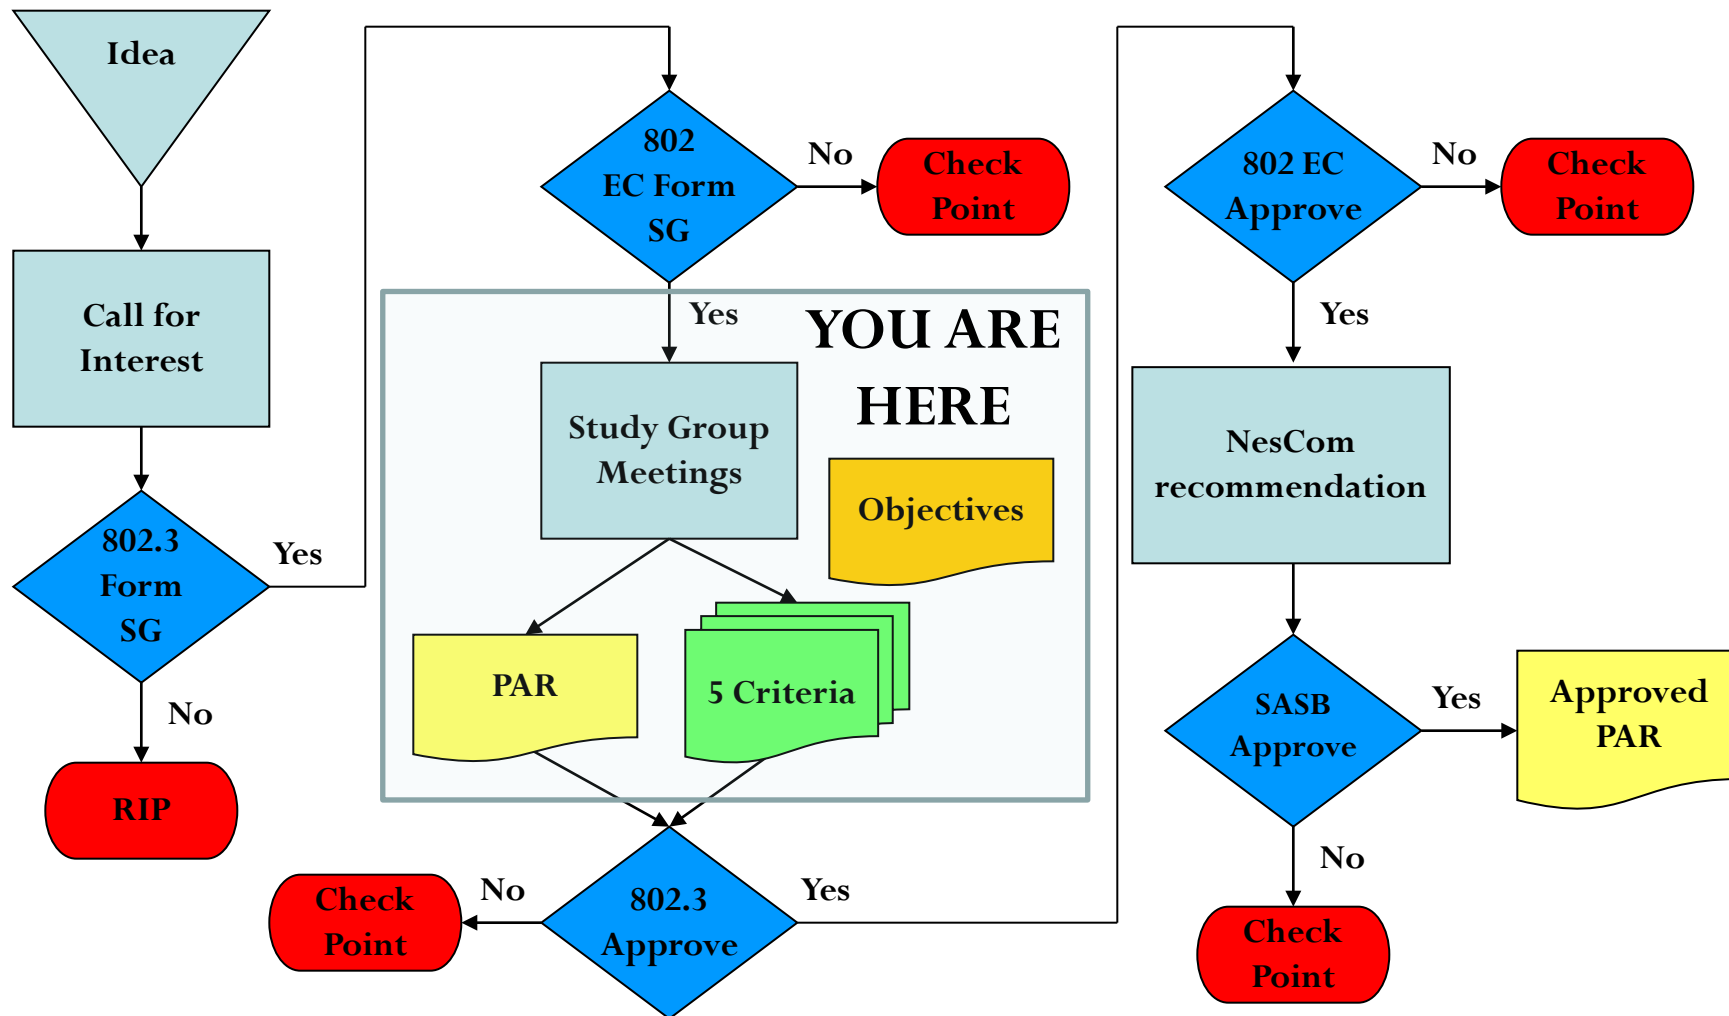 Idea
Call for
Interest
802.3
Form
SG
Yes
No
RIP
802
EC Form
SG
No
Check
Point
Yes
YOU ARE
HERE
Study Group
Meetings
Objectives
PAR
5 Criteria
802.3
Approve
No
Check
Point
Yes
802 EC
Approve
No
Check
Point
Yes
NesCom
recommendation
SASB
Approve
Yes
Approved
PAR
No
Check
Point